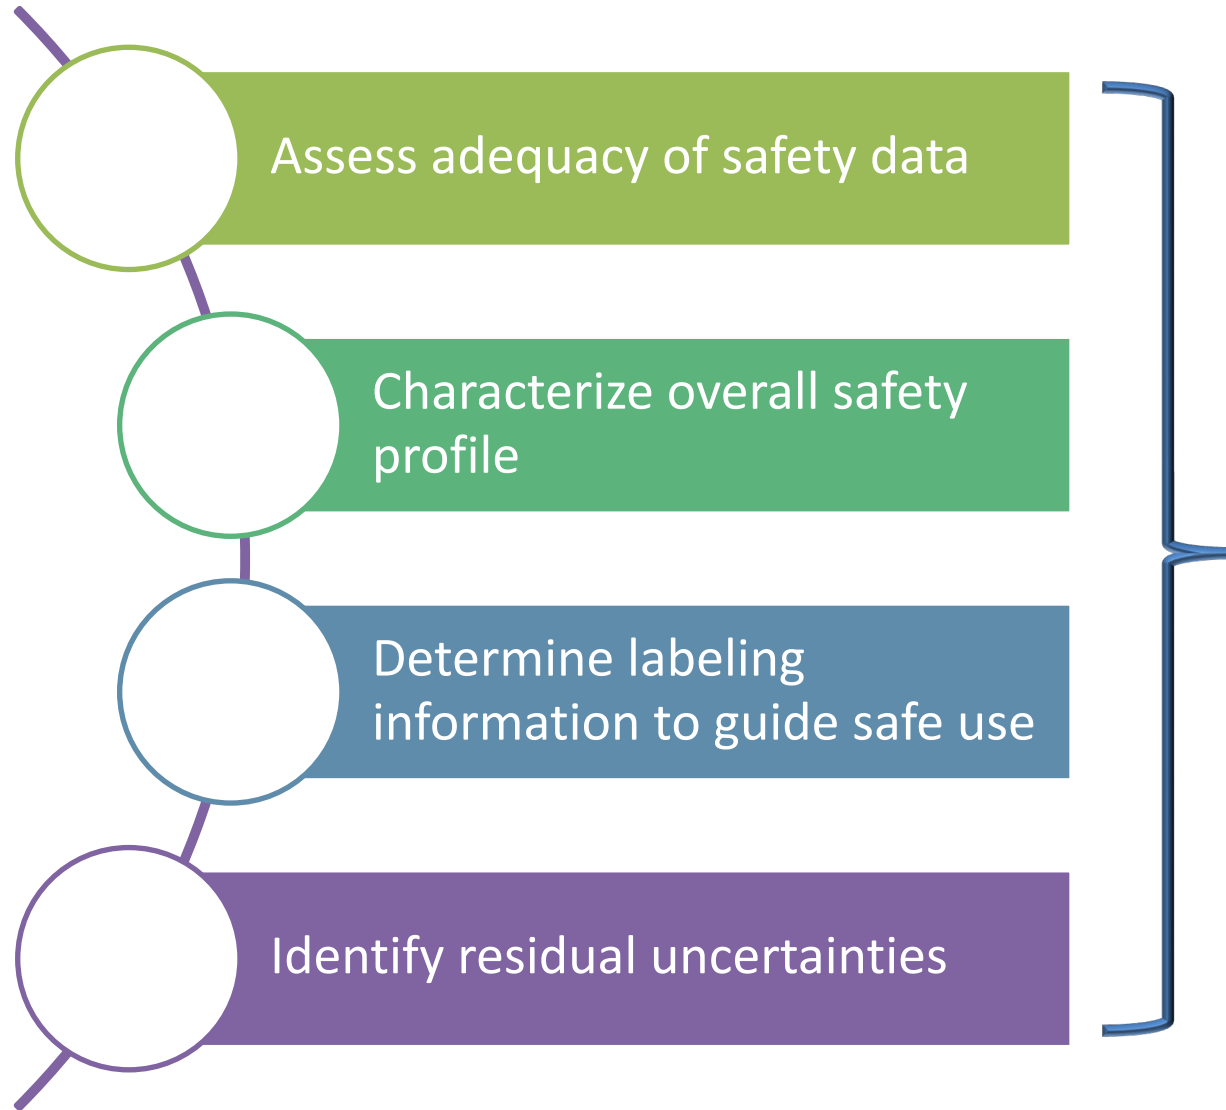 Assess adequacy of safety data
Characterize overall safety
profile
Determine labeling
information to guide safe use
Identify residual uncertainties